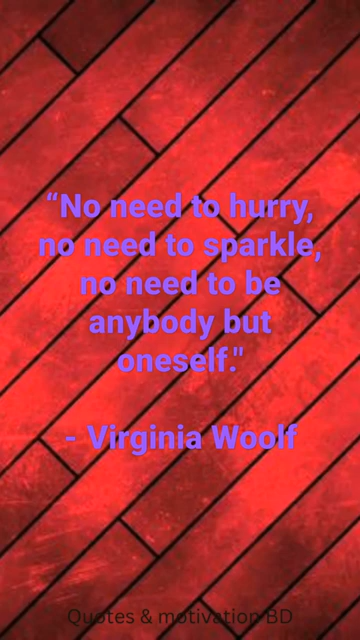 “No need to hurry,
no need to sparkle,
no need to be
anybody but
oneself."
- Virginia Woolf
Quotes & motivation BD